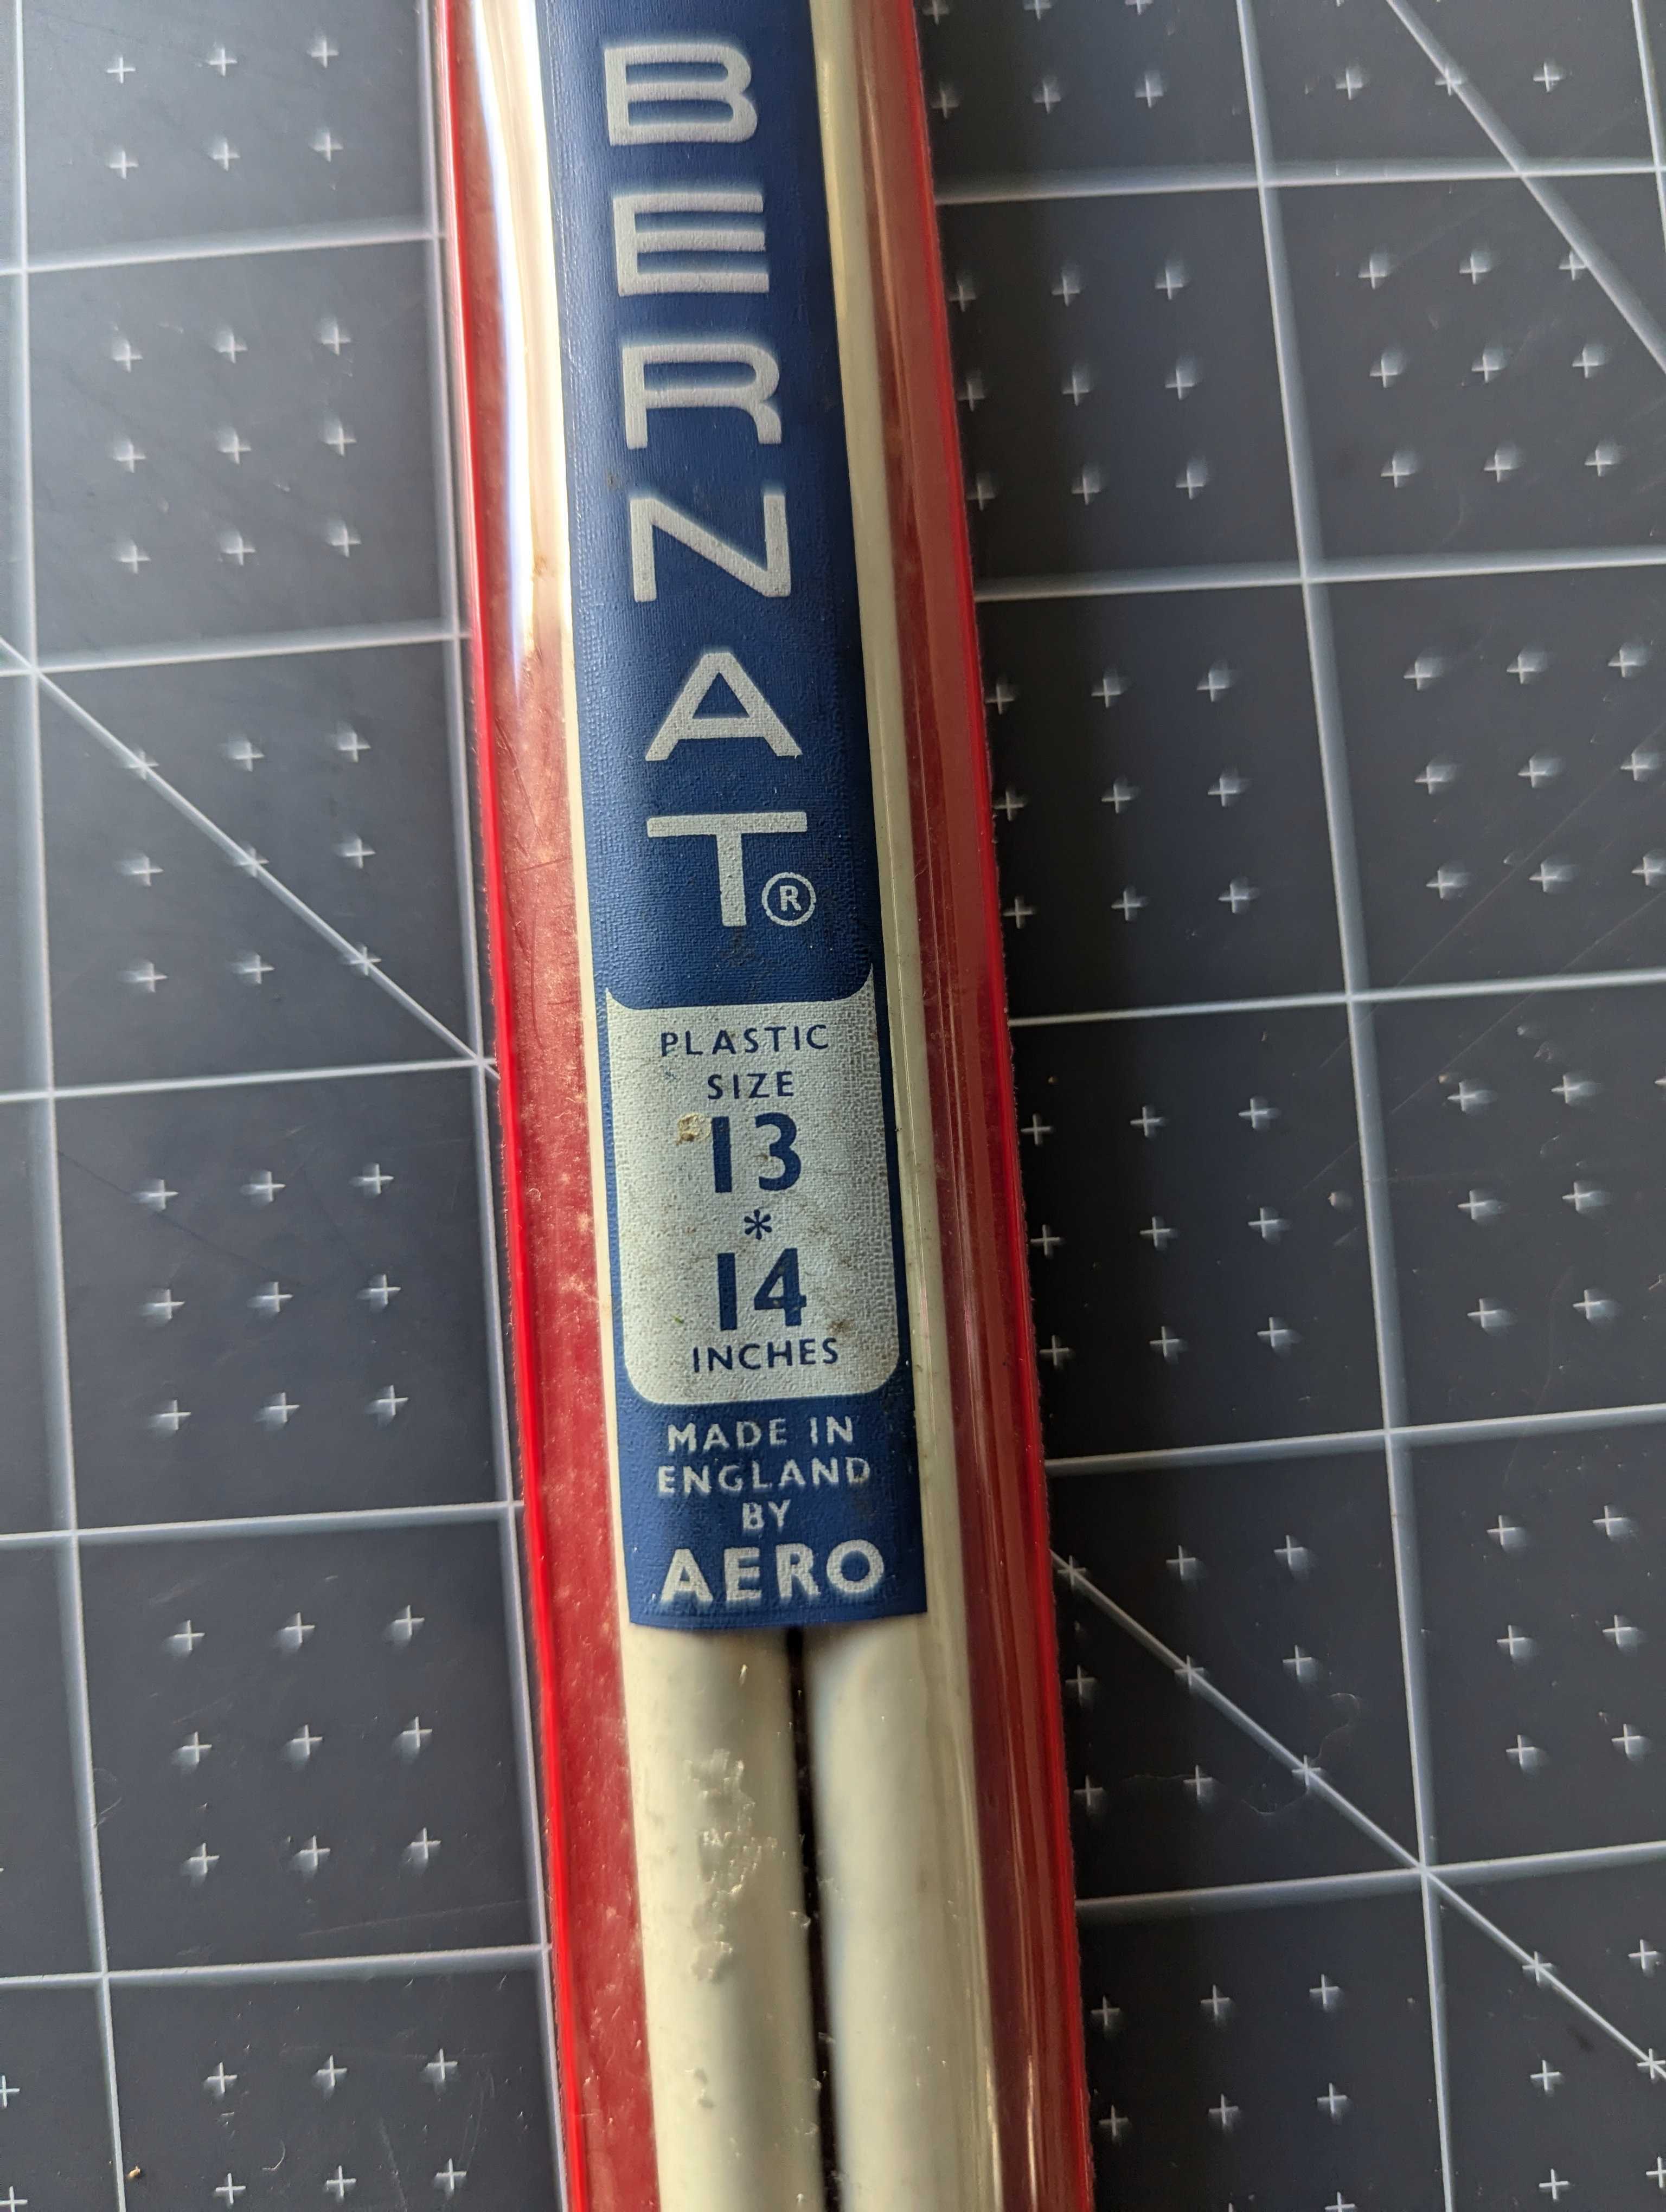 BERNAT®
PLASTIC
SIZE
13
*
14
INCHES
MADE IN
ENGLAND
BY
AERO